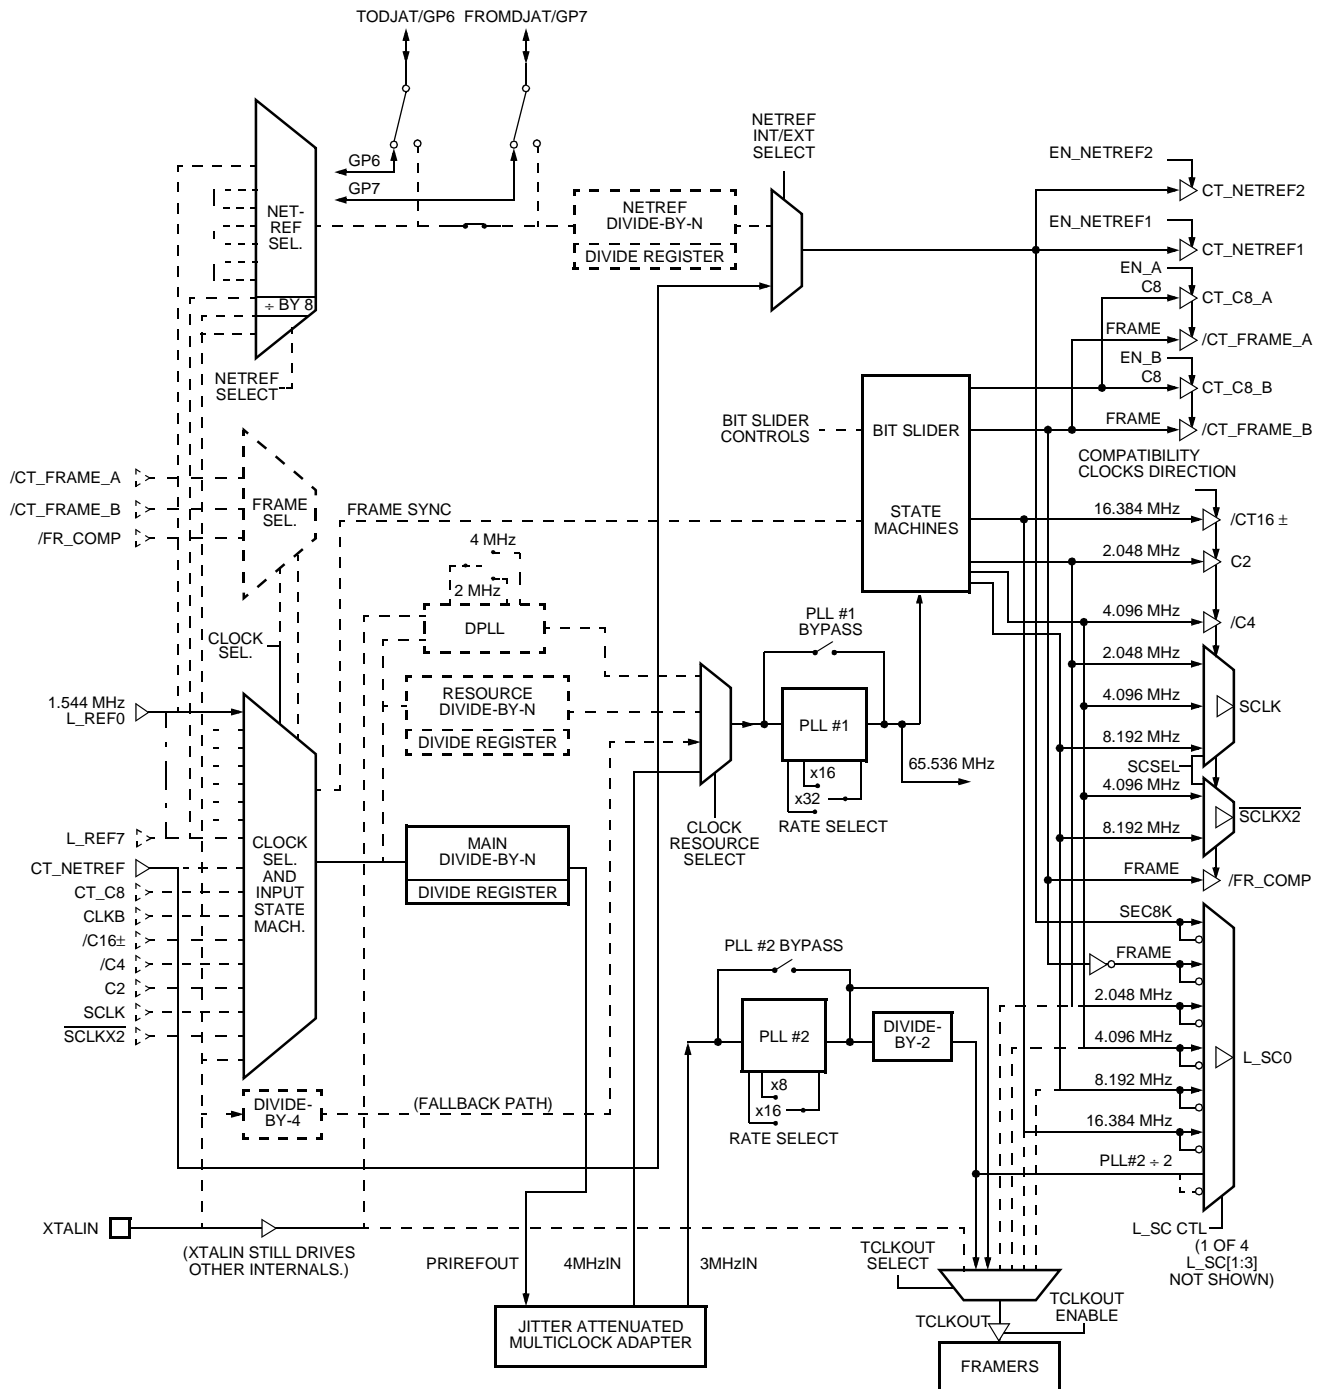 TODJAT/GP6 FROMDJAT/GP7
NETREF
INT/EXT
SELECT
EN_NETREF2
CT_NETREF2
GP6
GP7
NET-
REF
SEL.
NETREF
DIVIDE-BY-N
DIVIDE REGISTER
EN_NETREF1
CT_NETREF1
EN_A
C8
CT_C8_A
÷ BY 8
FRAME
/CT_FRAME_A
EN_B
C8
CT_C8_B
NETREF
SELECT
BIT SLIDER
CONTROLS
BIT SLIDER
FRAME
/CT_FRAME_B
COMPATIBILITY
CLOCKS DIRECTION
/CT_FRAME_A
/CT_FRAME_B
/FR_COMP
FRAME
SEL.
FRAME SYNC
STATE
MACHINES
16.384 MHz
/CT16 ±
4 MHz
2 MHz
2.048 MHz
C2
DPLL
PLL #1
BYPASS
4.096 MHz
/C4
CLOCK
SEL.
2.048 MHz
1.544 MHz
L_REF0
RESOURCE
DIVIDE-BY-N
DIVIDE REGISTER
PLL #1
4.096 MHz
SCLK
8.192 MHz
65.536 MHz
SCSEL
x16
x32
RATE SELECT
4.096 MHz
SCLKX2
8.192 MHz
CLOCK
RESOURCE
SELECT
L_REF7
CT_NETREF
CT_C8
CLKB
/C16±
/C4
C2
SCLK
SCLKX2
CLOCK
SEL.
AND
INPUT
STATE
MACH.
MAIN
DIVIDE-BY-N
DIVIDE REGISTER
FRAME
/FR_COMP
SEC8K
PLL #2 BYPASS
FRAME
2.048 MHz
PLL #2
DIVIDE-
BY-2
4.096 MHz
L_SC0
8.192 MHz
x8
x16
RATE SELECT
16.384 MHz
DIVIDE-
BY-4
(FALLBACK PATH)
PLL#2 ÷ 2
XTALIN
(XTALIN STILL DRIVES
OTHER INTERNALS.)
PRIREFOUT
4MHzIN
3MHzIN
L_SC CTL
(1 OF 4
L_SC[1:3]
NOT SHOWN)
TCLKOUT
SELECT
TCLKOUT
TCLKOUT
ENABLE
JITTER ATTENUATED
MULTICLOCK ADAPTER
FRAMERS